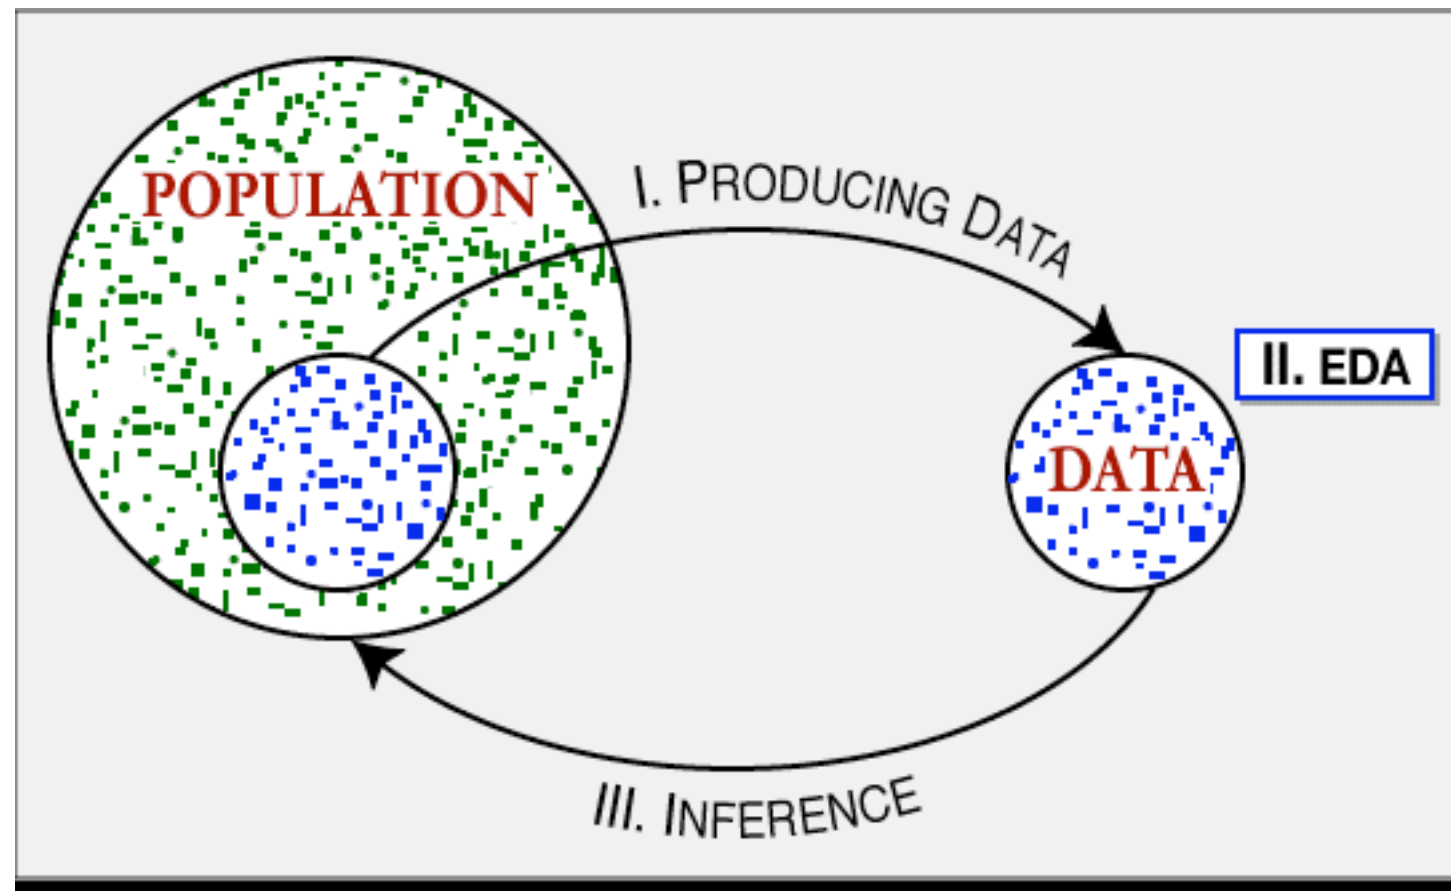 POPULATION
I. PRODUCING DATA
II. EDA
DATA
III. INFERENCE